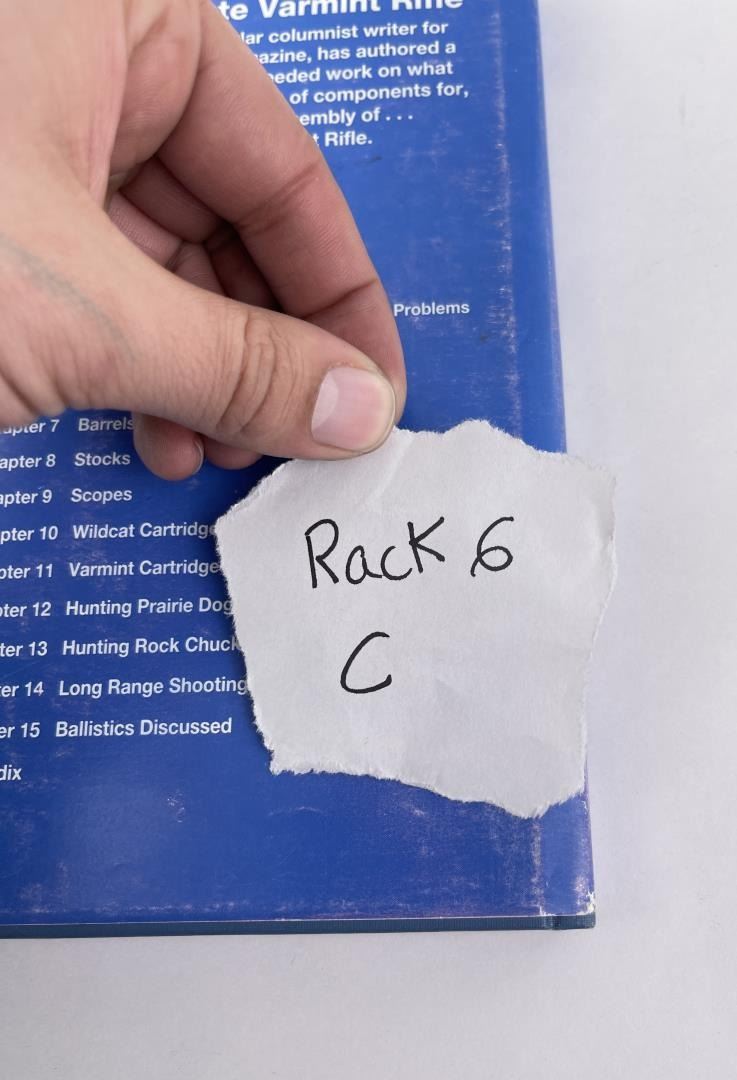 te Varmint Rifle
lar columnist writer for
azine, has authored a
eeded work on what
of components for,
embly of . . .
t Rifle.
Problems
apter 7 Barrels
apter 8 Stocks
apter 9 Scopes
pter 10 Wildcat Cartridge
pter 11 Varmint Cartridge
pter 12 Hunting Prairie Dog
ter 13 Hunting Rock Chuck
er 14 Long Range Shooting
er 15 Ballistics Discussed
dix
Rack 6
C